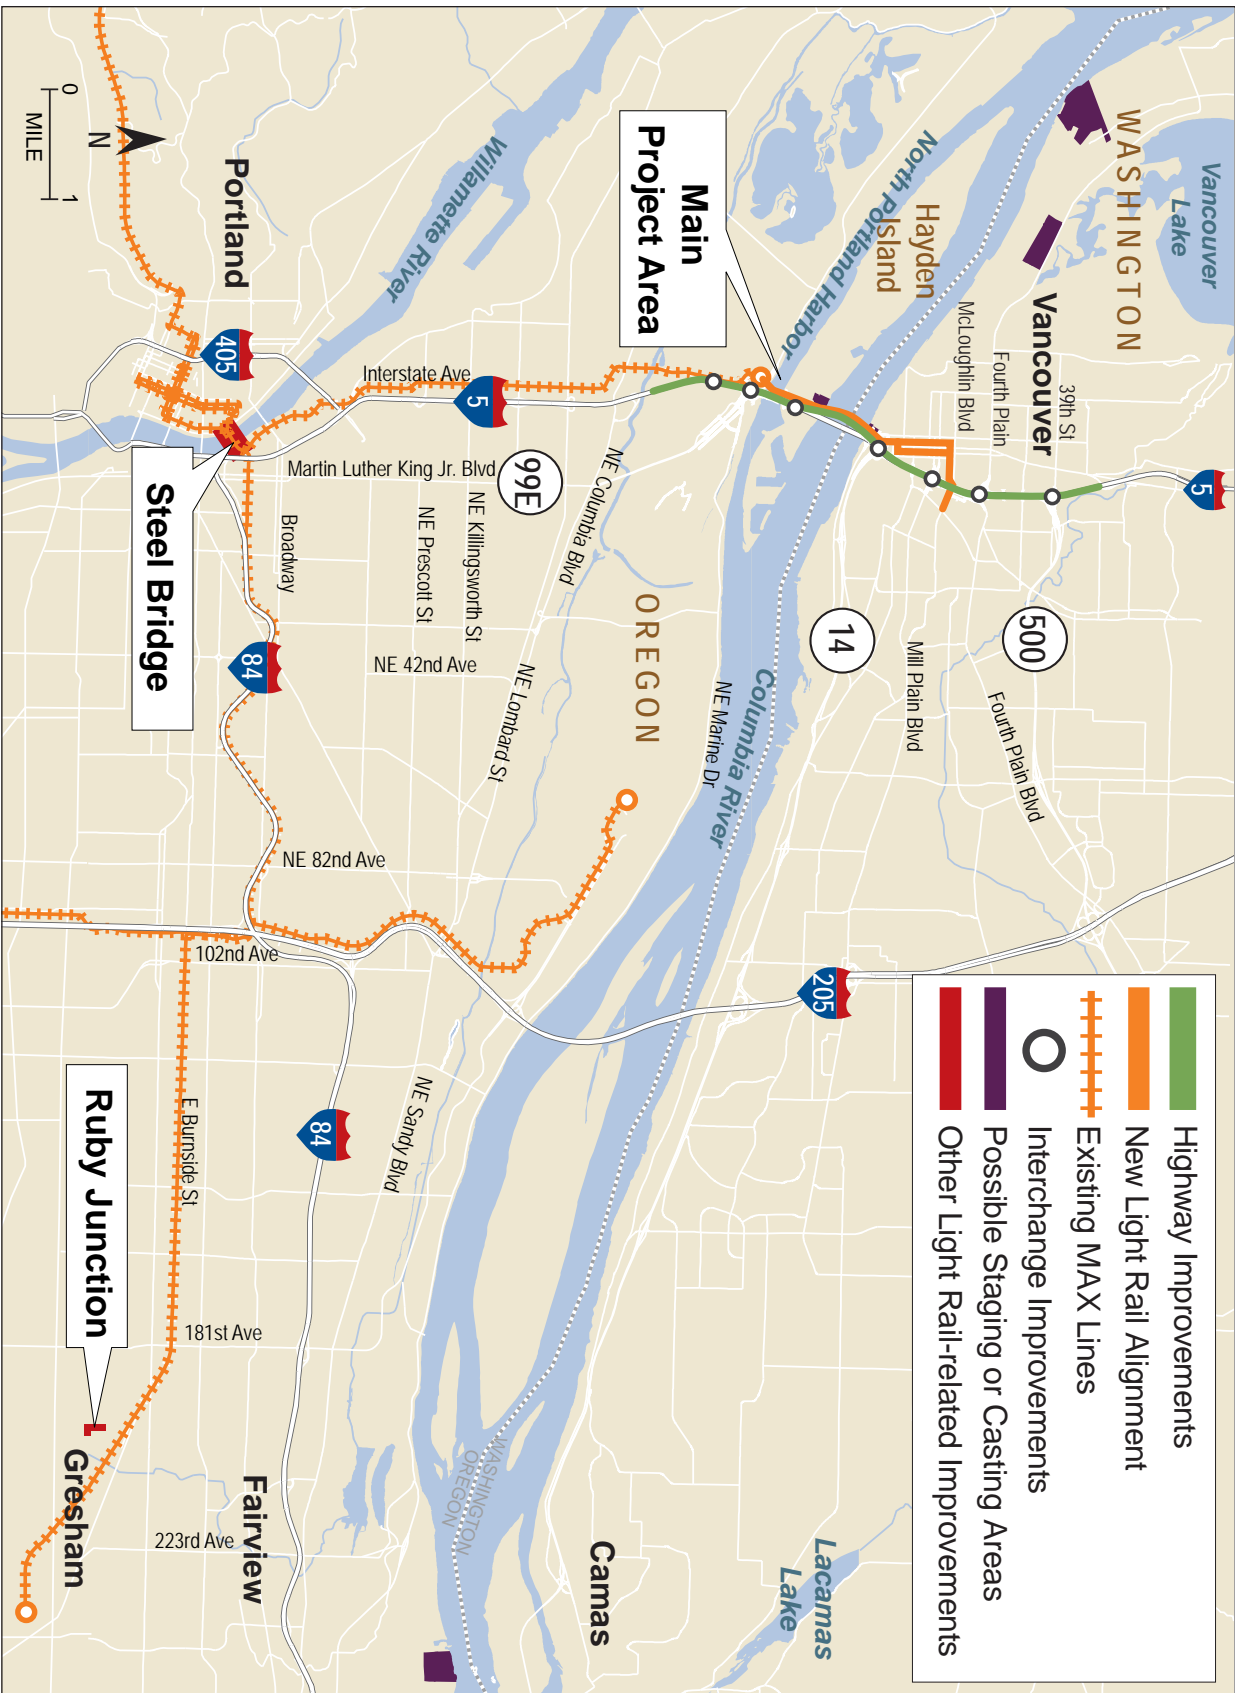 Vancouver
Lake
WASHINGTON
Vancouver
39th St
Fourth Plain
McLoughlin Blvd
Hayden
Island
North Portland Harbor
Main
Project Area
5
500
14
Fourth Plain Blvd
Mill Plain Blvd
Columbia River
NE Marine Dr
OREGON
205
Willamette River
Interstate Ave
5
99E
NE Columbia Blvd
NE Lombard St
Martin Luther King Jr. Blvd
NE Killingsworth St
NE Prescott St
NE 42nd Ave
Portland
405
Broadway
Steel Bridge
84
NE 82nd Ave
102nd Ave
84
NE Sandy Blvd
E Burnside St
181st Ave
Ruby Junction
Gresham
Fairview
223rd Ave
WASHINGTON
OREGON
Camas
Lacamas
Lake
0
1
MILE
N
Highway Improvements
New Light Rail Alignment
Existing MAX Lines
Interchange Improvements
Possible Staging or Casting Areas
Other Light Rail-related Improvements